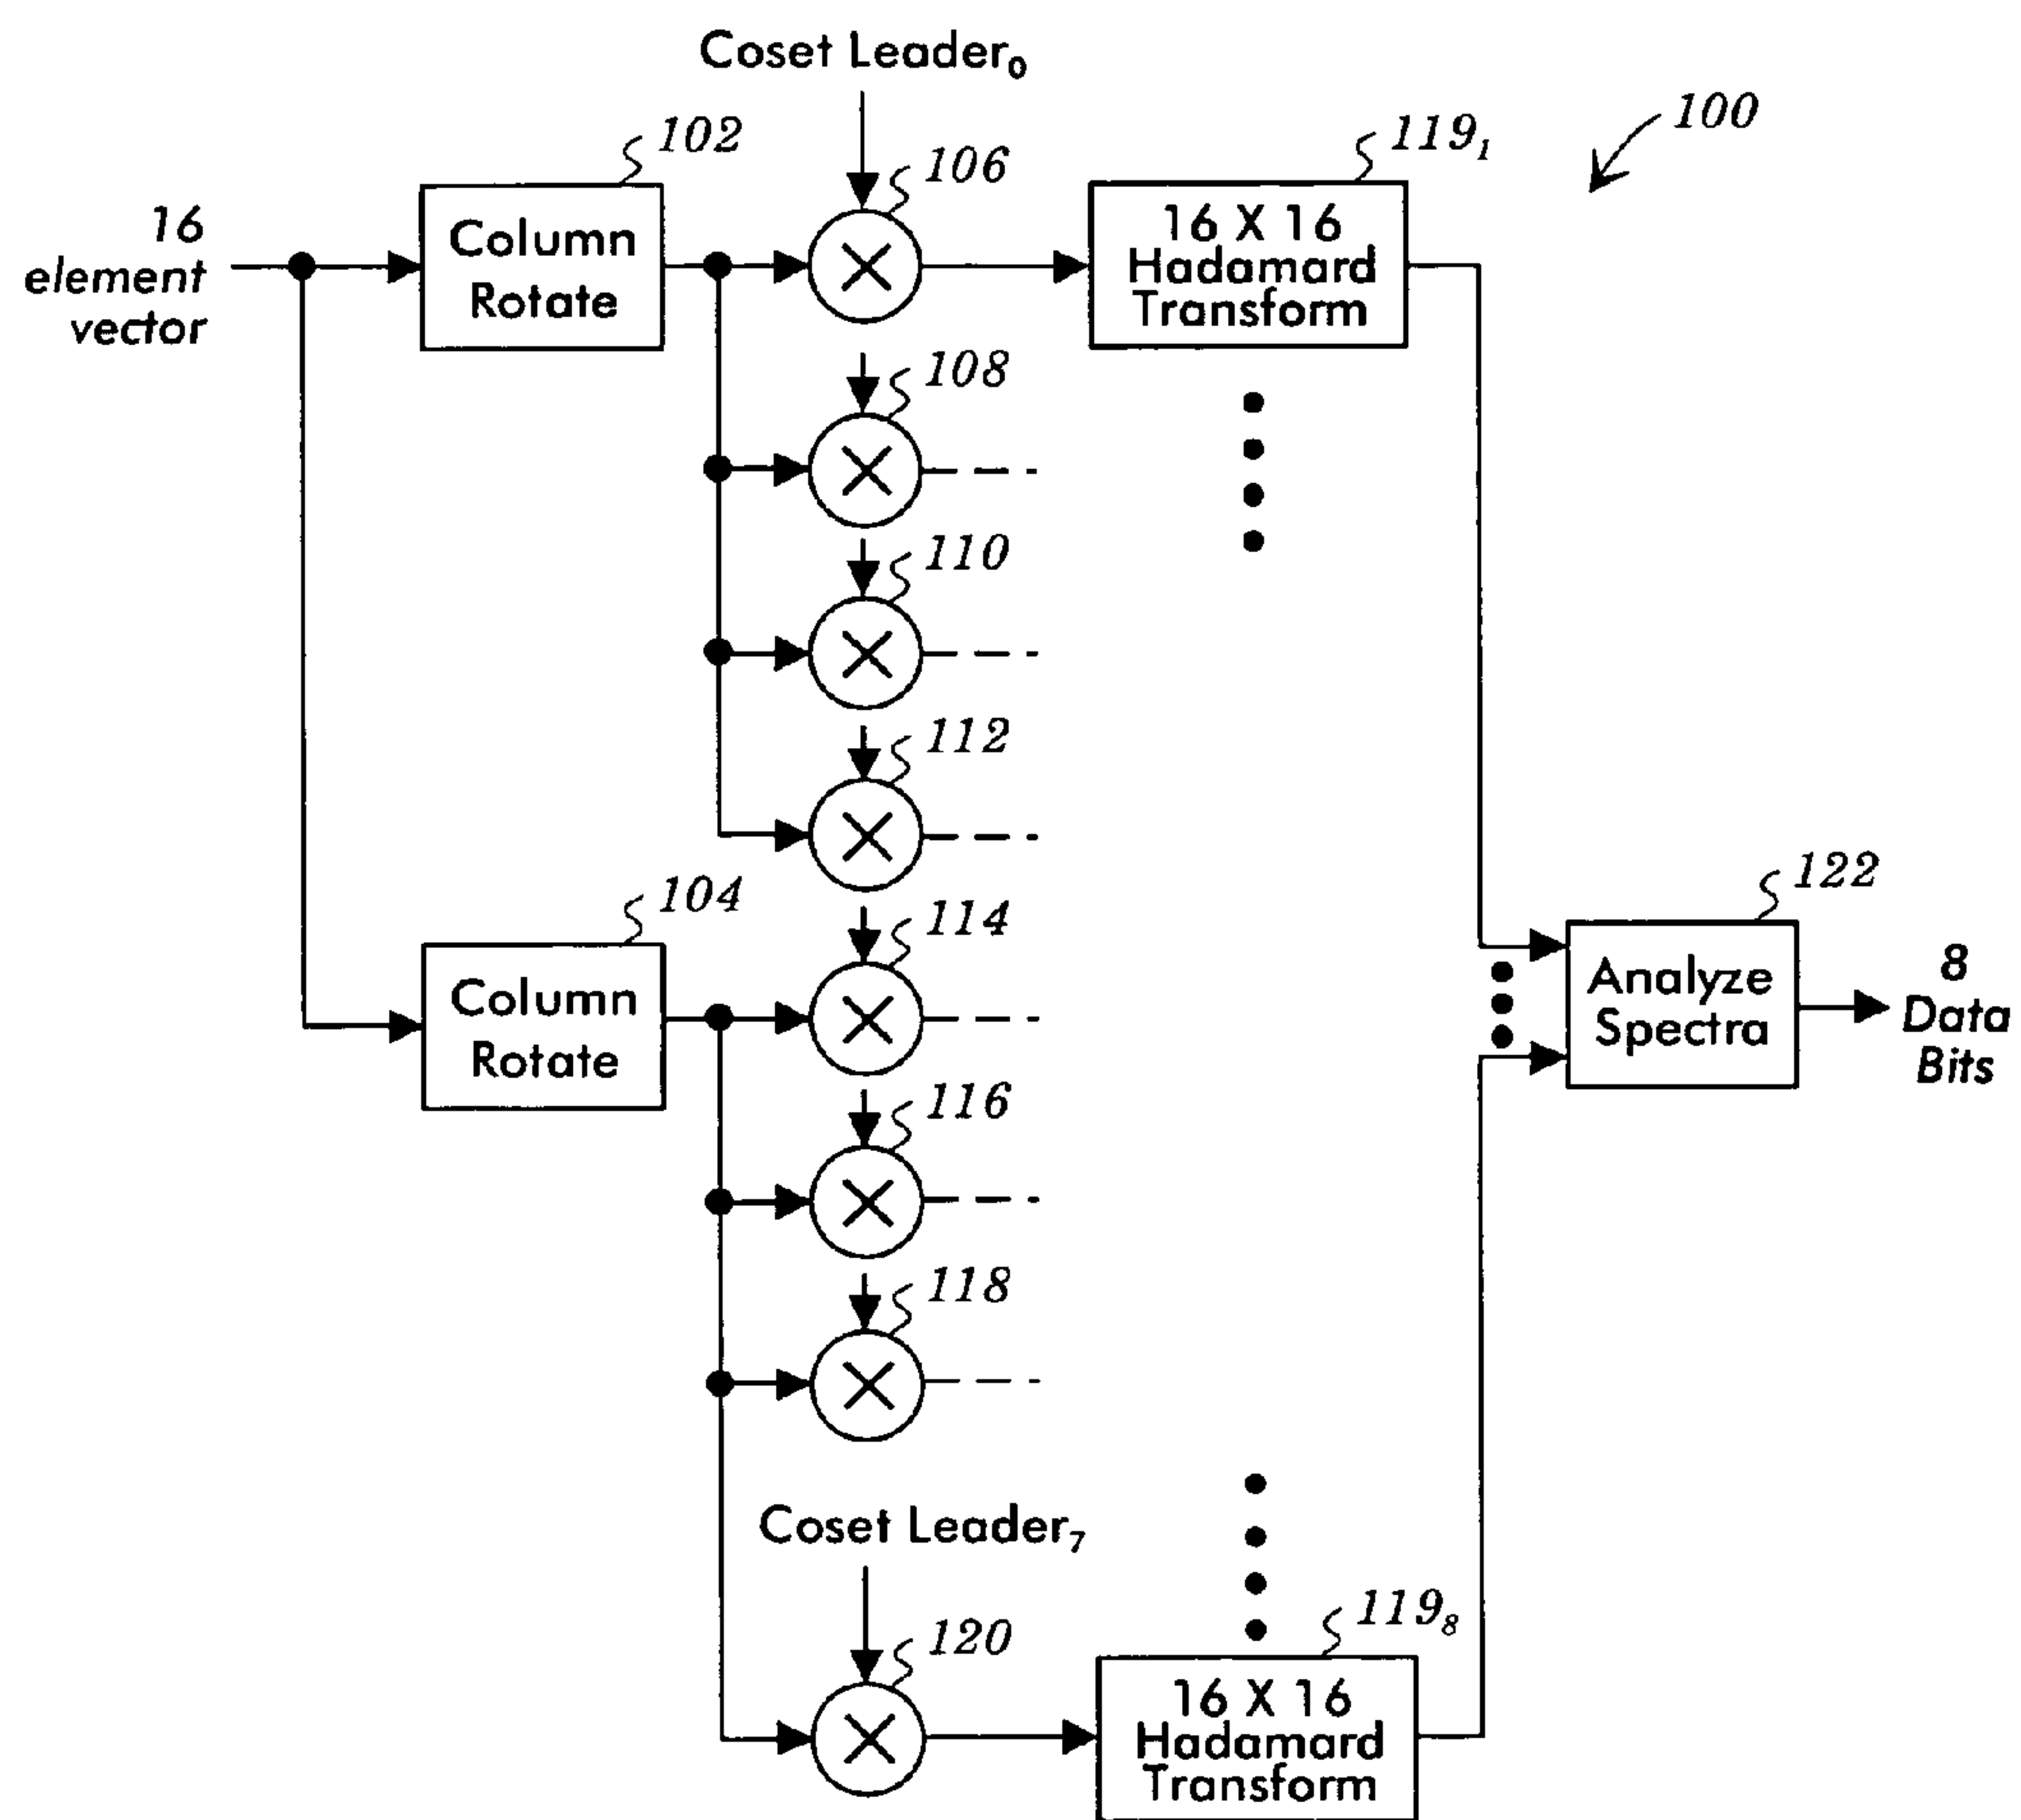 Coset Leader₀
100
102
106
119₁
16
element
vector
Column
Rotate
16 X 16
Hadamard
Transform
108
110
112
104
114
122
Column
Rotate
Analyze
Spectra
8
Data
Bits
116
118
Coset Leader₇
120
119₈
16 X 16
Hadamard
Transform